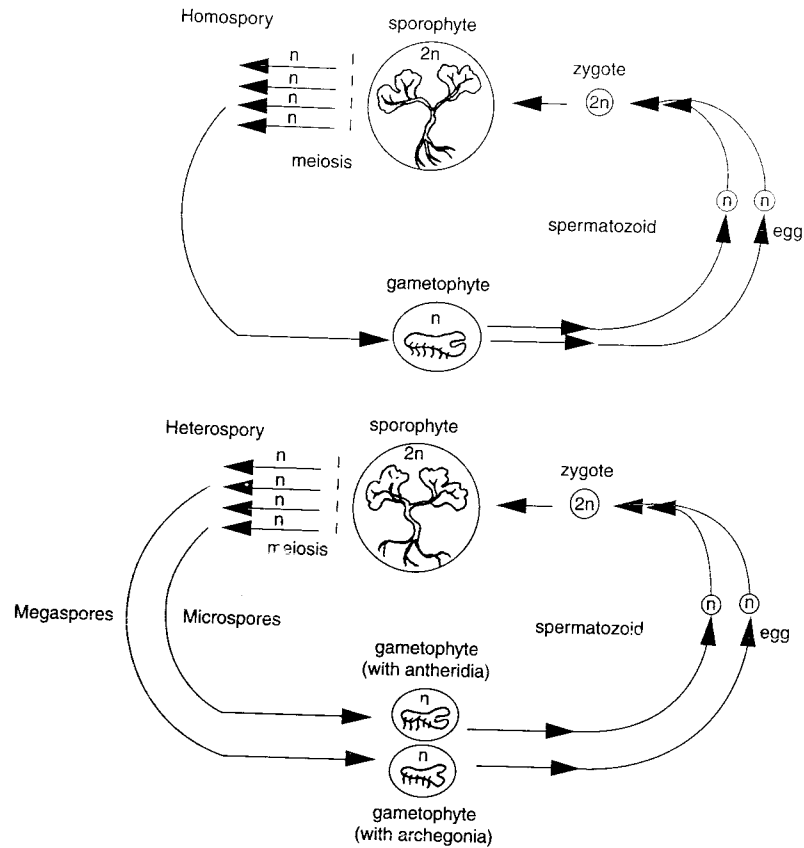 Homospory
sporophyte
2n
n
n
n
n
meiosis
zygote
2n
n
n
spermatozoid
egg
gametophyte
n
Heterospory
sporophyte
2n
n
n
n
n
meiosis
zygote
2n
Megaspores
Microspores
n
n
spermatozoid
egg
gametophyte
(with antheridia)
n
n
gametophyte
(with archegonia)